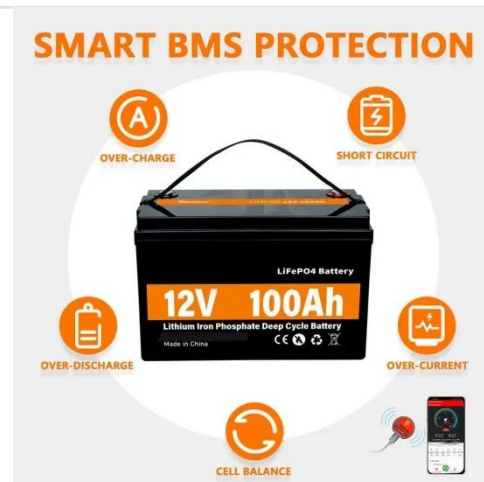 SMART BMS PROTECTION
OVER-CHARGE
SHORT CIRCUIT
LiFePO4 Battery
12V 100Ah
Lithium Iron Phosphate Deep Cycle Battery
Made in China
CE
OVER-DISCHARGE
OVER-CURRENT
CELL BALANCE